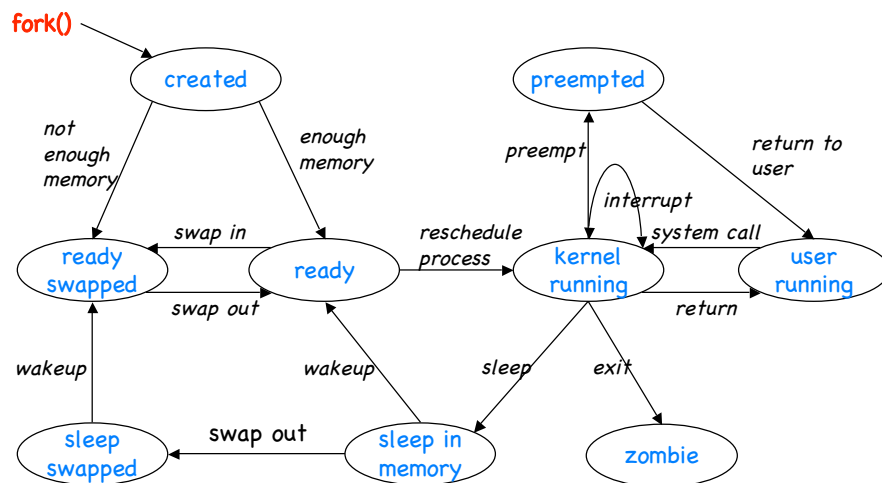 fork()
created
preempted
not
enough
memory
enough
memory
preempt
return to
user
interrupt
swap in
reschedule
process
system call
ready
swapped
ready
kernel
running
user
running
swap out
return
wakeup
wakeup
sleep
exit
sleep
swapped
swap out
sleep in
memory
zombie